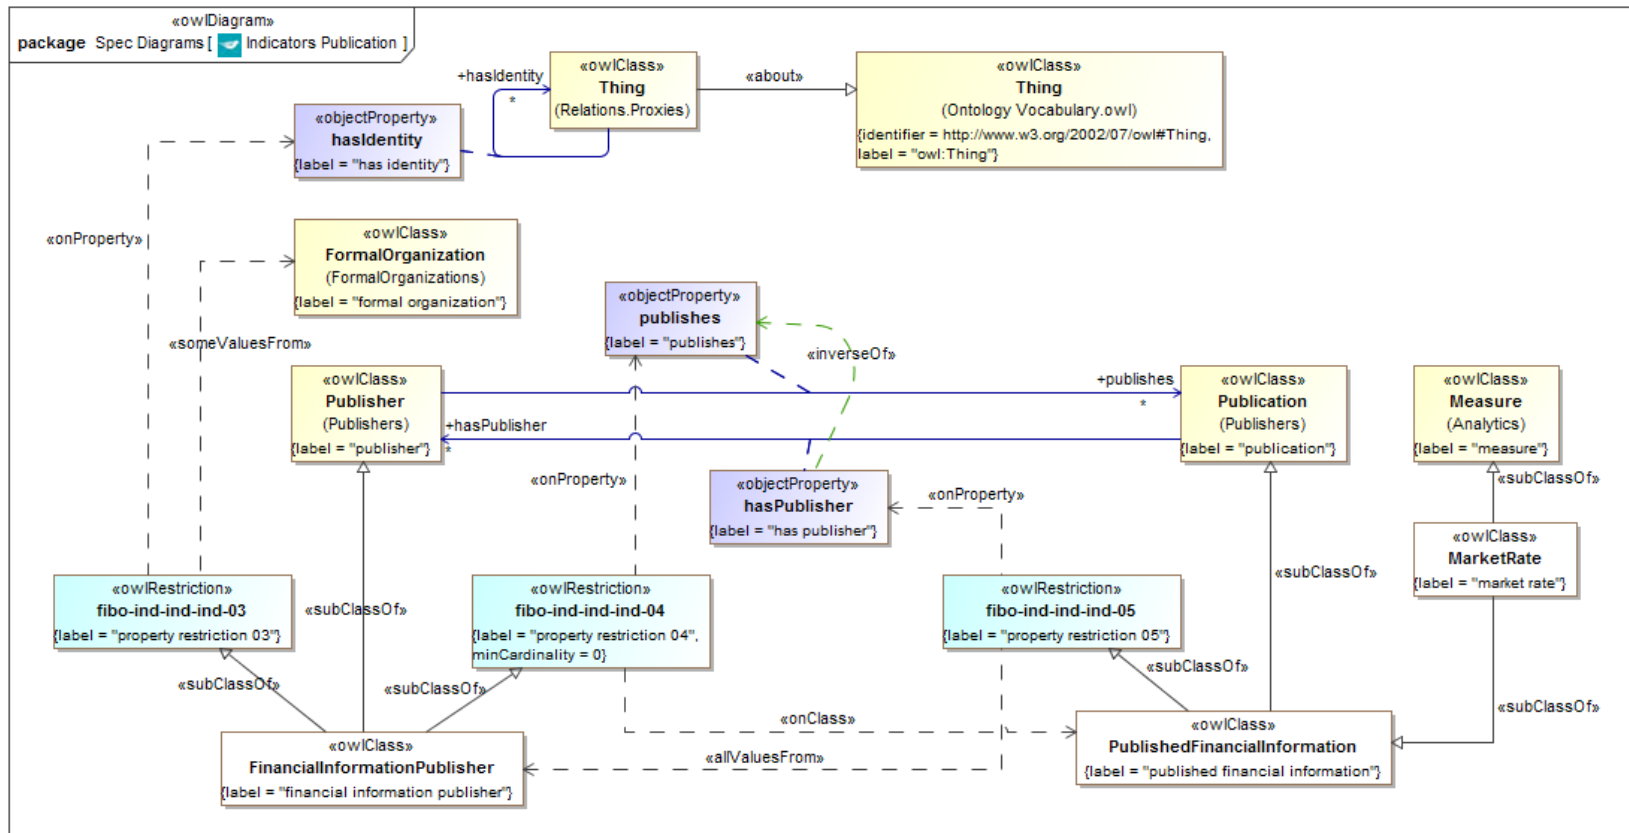 «owlDiagram»
package Spec Diagrams [ Indicators Publication ]
«owlClass»
Thing
(Relations.Proxies)
+hasIdentity
*
«about»
«owlClass»
Thing
(Ontology Vocabulary.owl)
{identifier = http://www.w3.org/2002/07/owl#Thing,
label = "owl:Thing"}
«objectProperty»
hasIdentity
{label = "has identity"}
«onProperty»
«owlClass»
FormalOrganization
(FormalOrganizations)
{label = "formal organization"}
«someValuesFrom»
«objectProperty»
publishes
{label = "publishes"}
«inverseOf»
«owlClass»
Publisher
(Publishers)
{label = "publisher"}
+publishes
*
+hasPublisher
*
«owlClass»
Publication
(Publishers)
{label = "publication"}
«owlClass»
Measure
(Analytics)
{label = "measure"}
«subClassOf»
«onProperty»
«objectProperty»
hasPublisher
{label = "has publisher"}
«onProperty»
«owlClass»
MarketRate
{label = "market rate"}
«owlRestriction»
fibo-ind-ind-ind-03
{label = "property restriction 03"}
«subClassOf»
«owlRestriction»
fibo-ind-ind-ind-04
{label = "property restriction 04",
minCardinality = 0}
«owlRestriction»
fibo-ind-ind-ind-05
{label = "property restriction 05"}
«subClassOf»
«subClassOf»
«subClassOf»
«subClassOf»
«onClass»
«subClassOf»
«allValuesFrom»
«owlClass»
FinancialInformationPublisher
{label = "financial information publisher"}
«owlClass»
PublishedFinancialInformation
{label = "published financial information"}